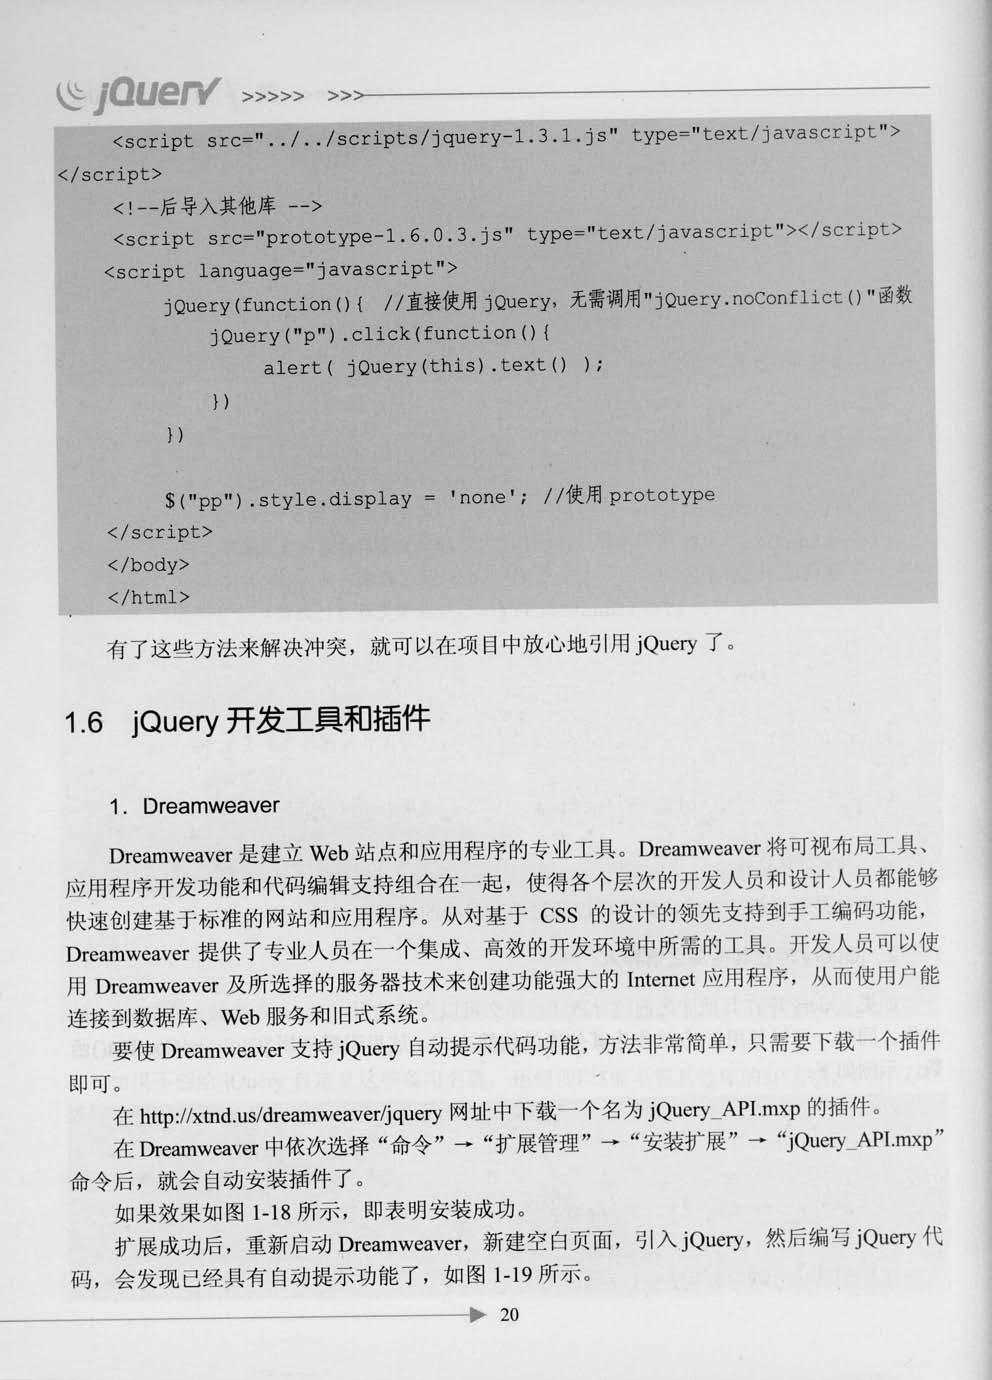 jQuery >>>>> >>>
<script src="../../scripts/jquery-1.3.1.js" type="text/javascript">
</script>
<!--后导入其他库 -->
<script src="prototype-1.6.0.3.js" type="text/javascript"></script>
<script language="javascript">
jQuery(function(){ //直接使用 jQuery, 无需调用"jQuery.noConflict()"函数
jQuery("p").click(function(){
alert( jQuery(this).text() );
})
})
$("pp").style.display = 'none'; //使用 prototype
</script>
</body>
</html>
有了这些方法来解决冲突，就可以在项目中放心地引用 jQuery 了。
1.6 jQuery 开发工具和插件
1. Dreamweaver
Dreamweaver 是建立 Web 站点和应用程序的专业工具。Dreamweaver 将可视布局工具、
应用程序开发功能和代码编辑支持组合在一起，使得各个层次的开发人员和设计人员都能够
快速创建基于标准的网站和应用程序。从对基于 CSS 的设计的领先支持到手工编码功能，
Dreamweaver 提供了专业人员在一个集成、高效的开发环境中所需的工具。开发人员可以使
用 Dreamweaver 及所选择的服务器技术来创建功能强大的 Internet 应用程序，从而使用户能
连接到数据库、Web 服务和旧式系统。
要使 Dreamweaver 支持 jQuery 自动提示代码功能，方法非常简单，只需要下载一个插件
即可。
在 http://xtnd.us/dreamweaver/jquery 网址中下载一个名为 jQuery_API.mxp 的插件。
在 Dreamweaver 中依次选择“命令”→“扩展管理”→“安装扩展”→“jQuery_API.mxp”
命令后，就会自动安装插件了。
如果效果如图 1-18 所示，即表明安装成功。
扩展成功后，重新启动 Dreamweaver，新建空白页面，引入 jQuery，然后编写 jQuery 代
码，会发现已经具有自动提示功能了，如图 1-19 所示。
20